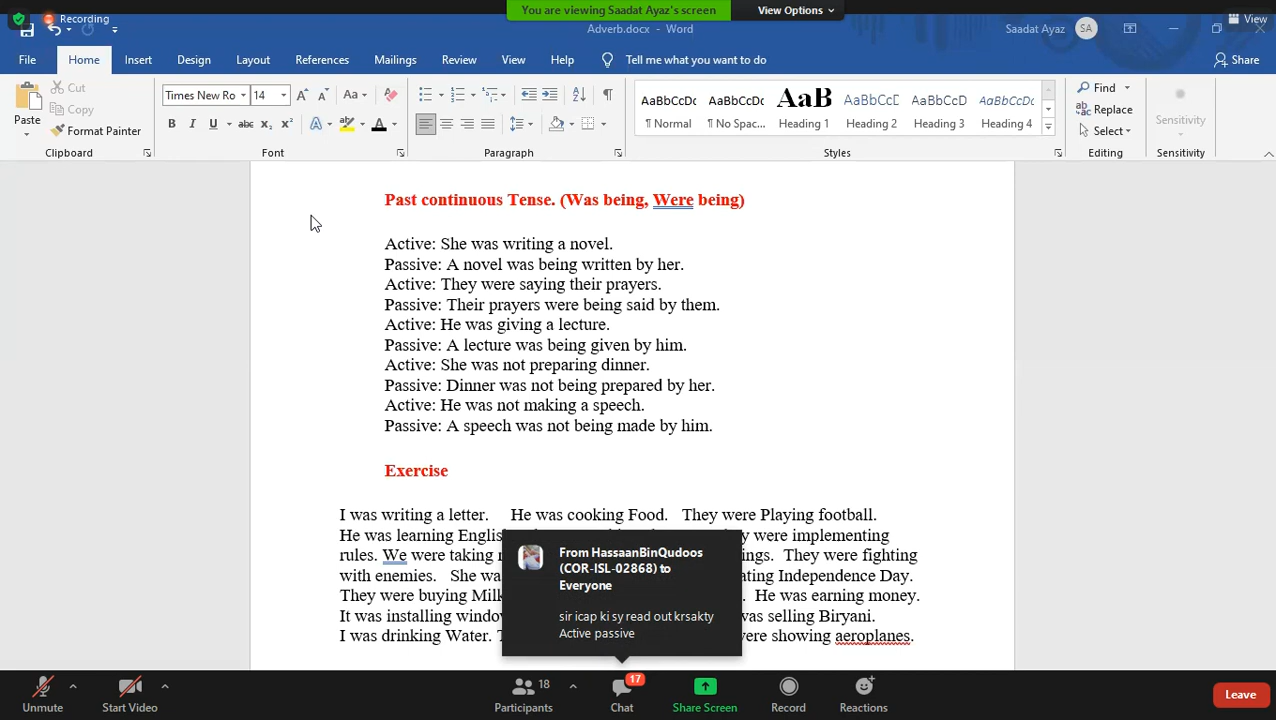 Recording
You are viewing Saadat Ayaz's screen
View Options
View
Adverb.docx - Word
Saadat Ayaz
SA
File Home Insert Design Layout References Mailings Review View Help Tell me what you want to do
Share
Paste
Cut
Copy
Format Painter
Clipboard
Times New Ro 14
Font
Paragraph
AaBbCcDc AaBbCcDc AaB AaBbCcDc AaBbCcDc AaBbCcDc
¶ Normal ¶ No Spac... Heading 1 Heading 2 Heading 3 Heading 4
Styles
Find
Replace
Select
Editing
Sensitivity
Sensitivity
Past continuous Tense. (Was being, Were being)
Active: She was writing a novel.
Passive: A novel was being written by her.
Active: They were saying their prayers.
Passive: Their prayers were being said by them.
Active: He was giving a lecture.
Passive: A lecture was being given by him.
Active: She was not preparing dinner.
Passive: Dinner was not being prepared by her.
Active: He was not making a speech.
Passive: A speech was not being made by him.
Exercise
I was writing a letter. He was cooking Food. They were Playing football.
He was learning were implementing
rules. We were taking They were fighting
with enemies. She Independence Day.
They were buying Milk He was earning money.
It was installing was selling Biryani.
I was drinking Water. showing aeroplanes.
From HassaanBinQudoos
(COR-ISL-02868) to
Everyone
sir icap ki sy read out krsakty
Active passive
Unmute
Start Video
18
Participants
17
Chat
Share Screen
Record
Reactions
Leave